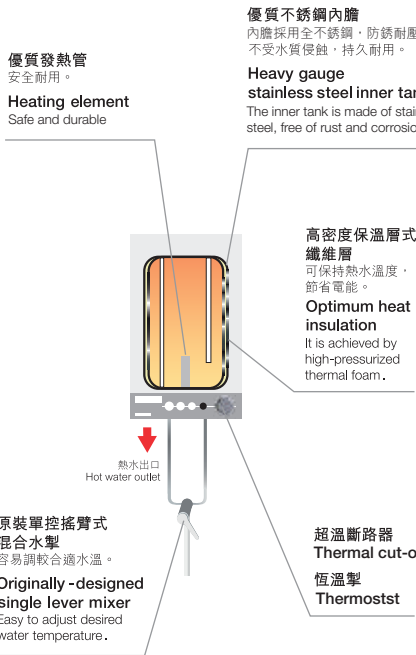 優質發熱管
安全耐用。
Heating element
Safe and durable
優質不銹鋼內膽
內膽採用全不銹鋼，防銹耐壓
不受水質侵蝕，持久耐用。
Heavy gauge
stainless steel inner
The inner tank is made of
steel, free of rust and
高密度保溫層式
纖維層
可保持熱水溫度，
節省電能。
Optimum heat
insulation
It is achieved by
high-pressurized
thermal foam.
熱水出口
Hot water outlet
原裝單控搖臂式
混合水掣
容易調較合適水溫。
Originally-designed
single lever mixer
Easy to adjust desired
water temperature.
超溫斷路器
Thermal
恆溫掣
Thermostst